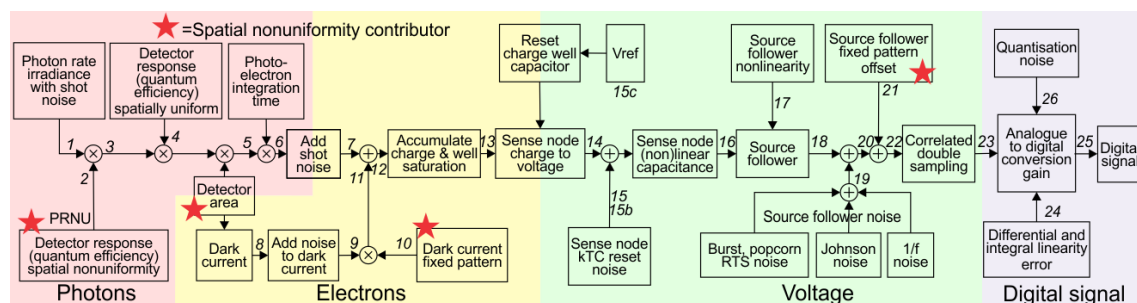 =Spatial nonuniformity contributor
Photon rate
irradiance
with shot
noise
Detector
response
(quantum
efficiency)
spatially uniform
Photo-
electron
integration
time
Reset
charge well
capacitor
Vref
15c
Source
follower
nonlinearity
Source follower
fixed pattern
offset
Quantisation
noise
1
3
4
5
6
Add
shot
noise
7
Accumulate
charge & well
saturation
13
Sense node
charge to
voltage
14
Sense node
(non)linear
capacitance
16
17
Source
follower
18
20
21
22
Correlated
double
sampling
23
26
Analogue
to digital
conversion
gain
25
Digital
signal
2
PRNU
Detector response
(quantum efficiency)
spatial nonuniformity
Detector
area
Dark
current
8
Add noise
to dark
current
9
10
11
12
Dark current
fixed pattern
15
15b
Sense node
kTC reset
noise
19
Source follower noise
Burst, popcorn
RTS noise
Johnson
noise
1/f
noise
24
Differential and
integral linearity
error
Photons
Electrons
Voltage
Digital signal